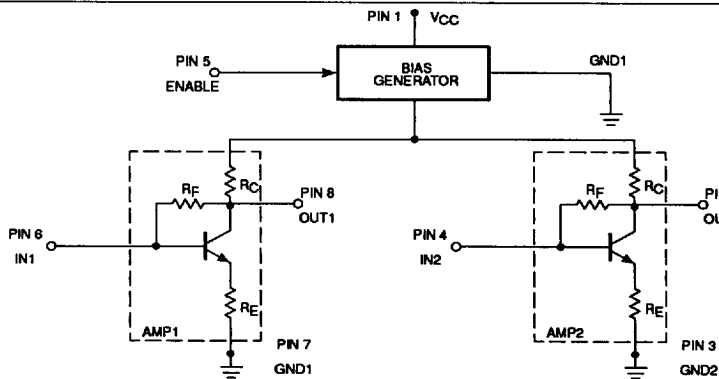 PIN 1
VCC
PIN 5
ENABLE
BIAS
GENERATOR
GND1
RC
RF
PIN 8
OUT1
PIN 6
IN1
RE
AMP1
PIN 7
GND1
RC
RF
PIN 4
IN2
RE
AMP2
PIN 3
GND2